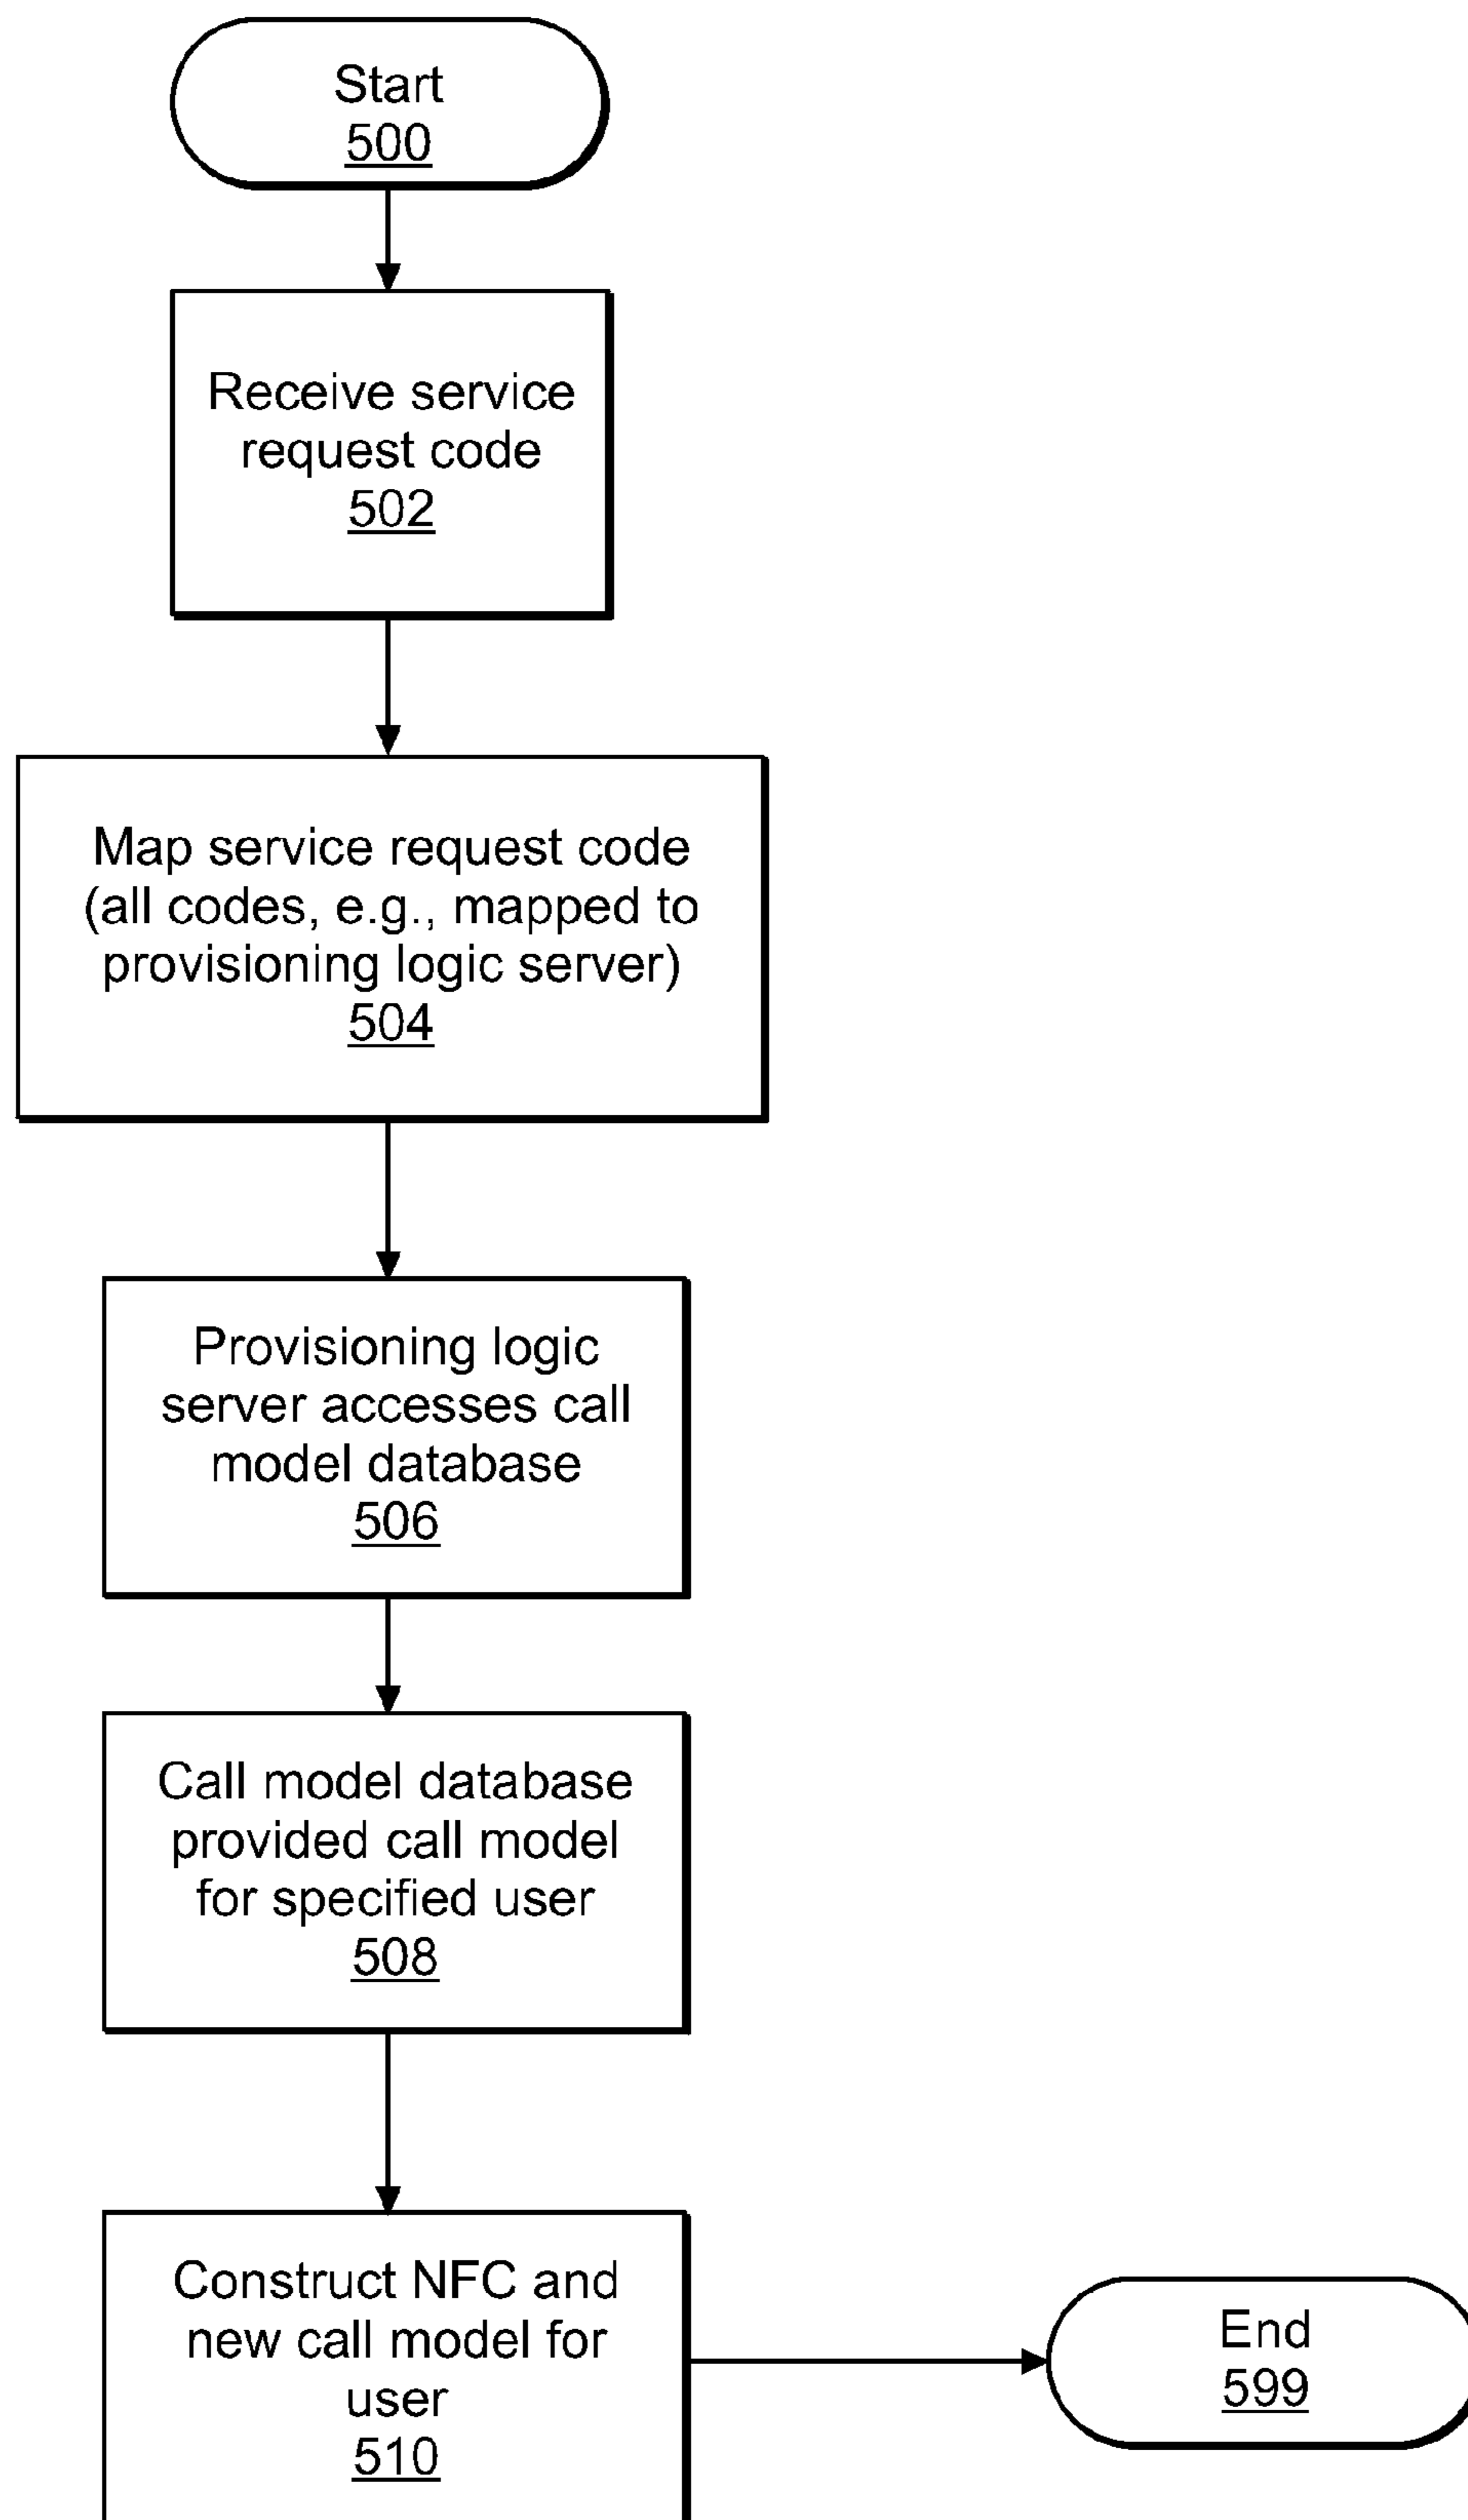 Start
500
Receive service
request code
502
Map service request code
(all codes, e.g., mapped to
provisioning logic server)
504
Provisioning logic
server accesses call
model database
506
Call model database
provided call model
for specified user
508
Construct NFC and
new call model for
user
510
End
599